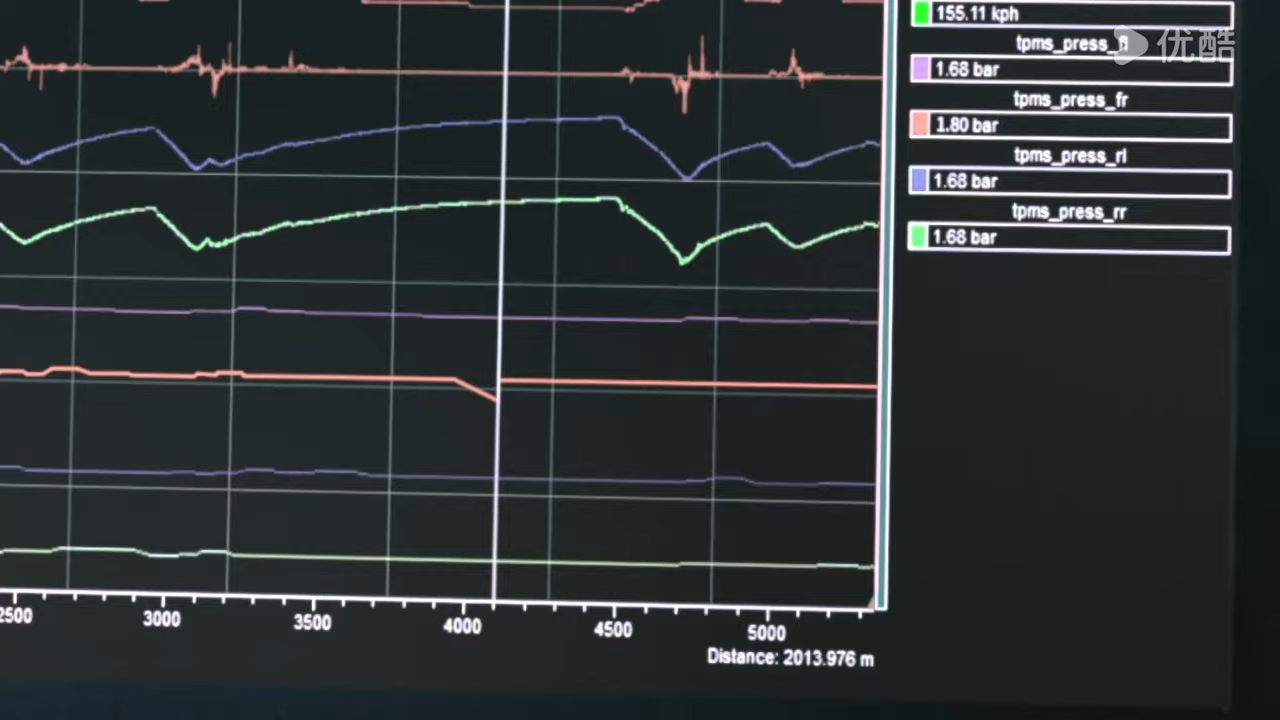 155.11 kph
tpms_press_fl
优酷
1.68 bar
tpms_press_fr
1.80 bar
tpms_press_rl
1.68 bar
tpms_press_rr
1.68 bar
2500
3000
3500
4000
4500
5000
Distance: 2013.976 m